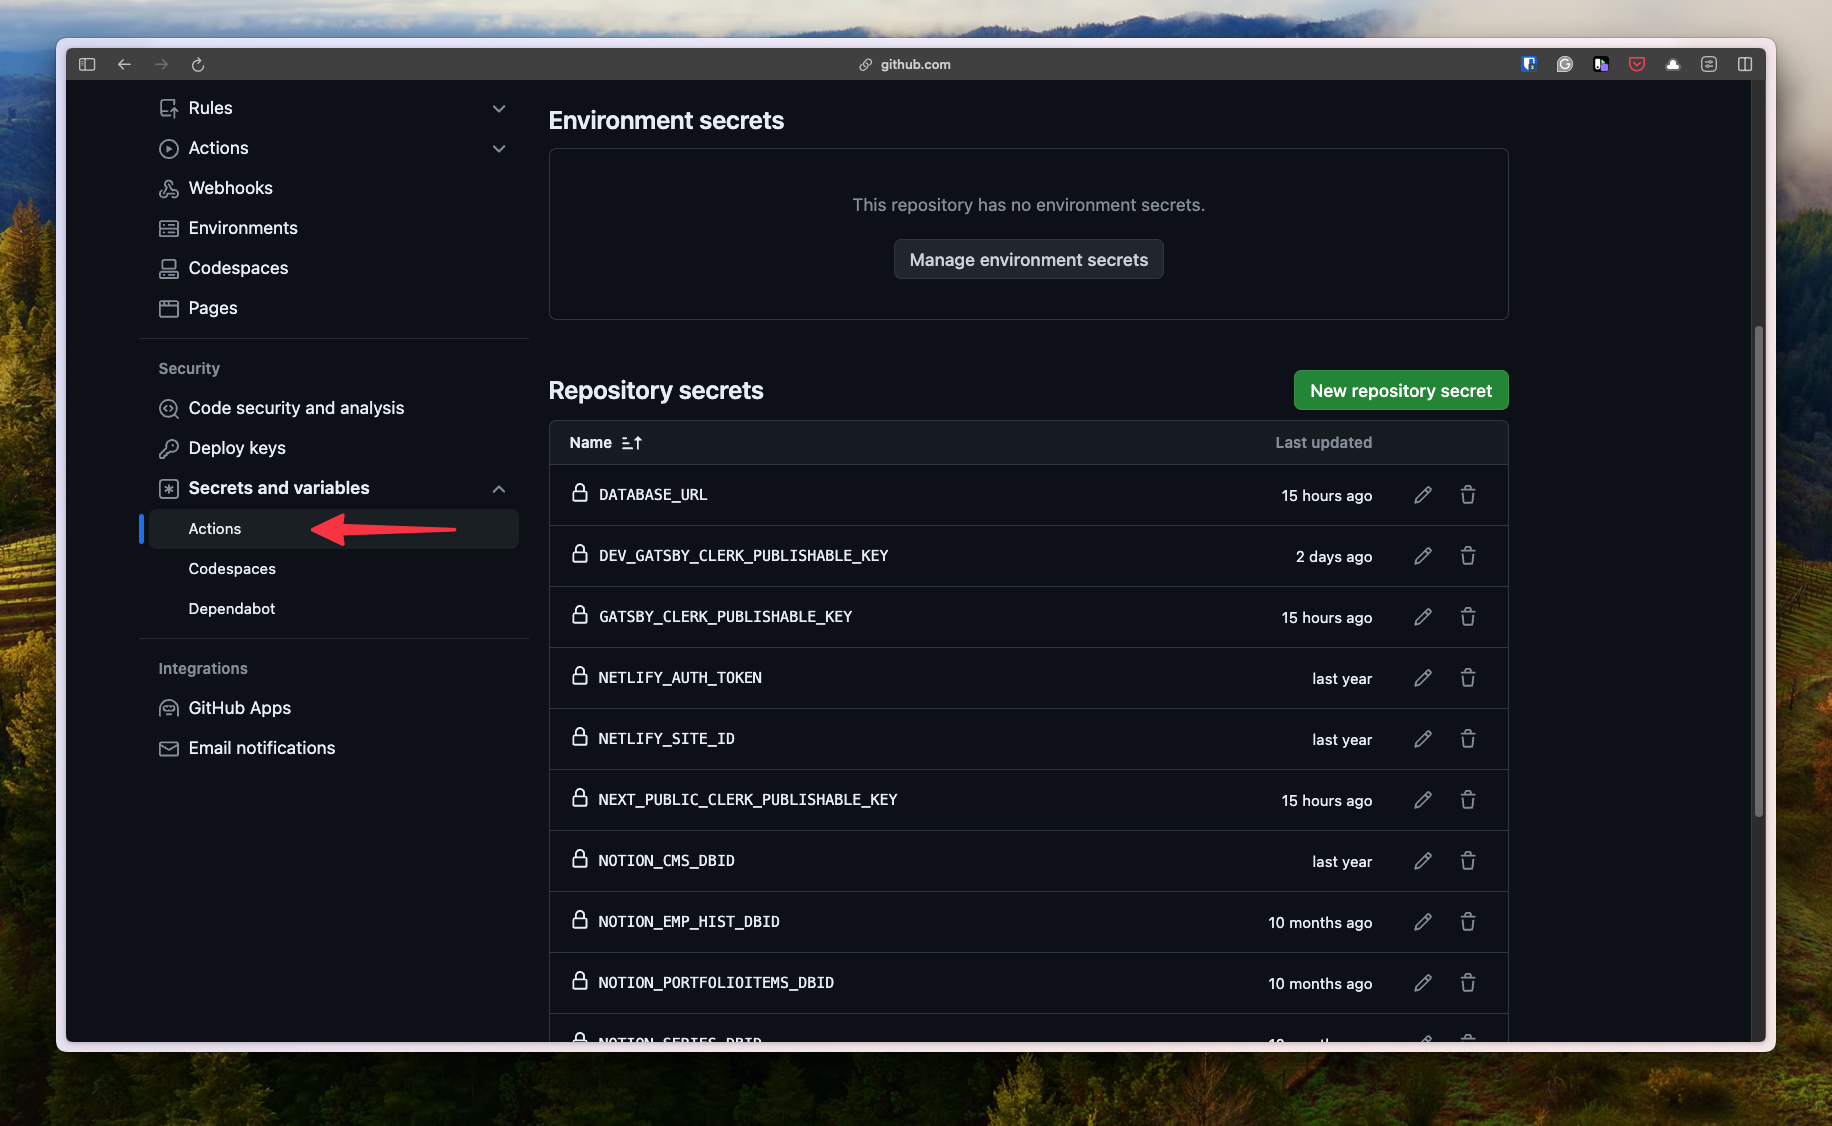 github.com
Rules
Actions
Webhooks
Environments
Codespaces
Pages
Security
Code security and analysis
Deploy keys
Secrets and variables
Actions
Codespaces
Dependabot
Integrations
GitHub Apps
Email notifications
Environment secrets
This repository has no environment secrets.
Manage environment secrets
Repository secrets
New repository secret
Name Last updated
DATABASE_URL 15 hours ago
DEV_GATSBY_CLERK_PUBLISHABLE_KEY 2 days ago
GATSBY_CLERK_PUBLISHABLE_KEY 15 hours ago
NETLIFY_AUTH_TOKEN last year
NETLIFY_SITE_ID last year
NEXT_PUBLIC_CLERK_PUBLISHABLE_KEY 15 hours ago
NOTION_CMS_DBID last year
NOTION_EMP_HIST_DBID 10 months ago
NOTION_PORTFOLIOITEMS_DBID 10 months ago
NOTION_SERIES_DBID